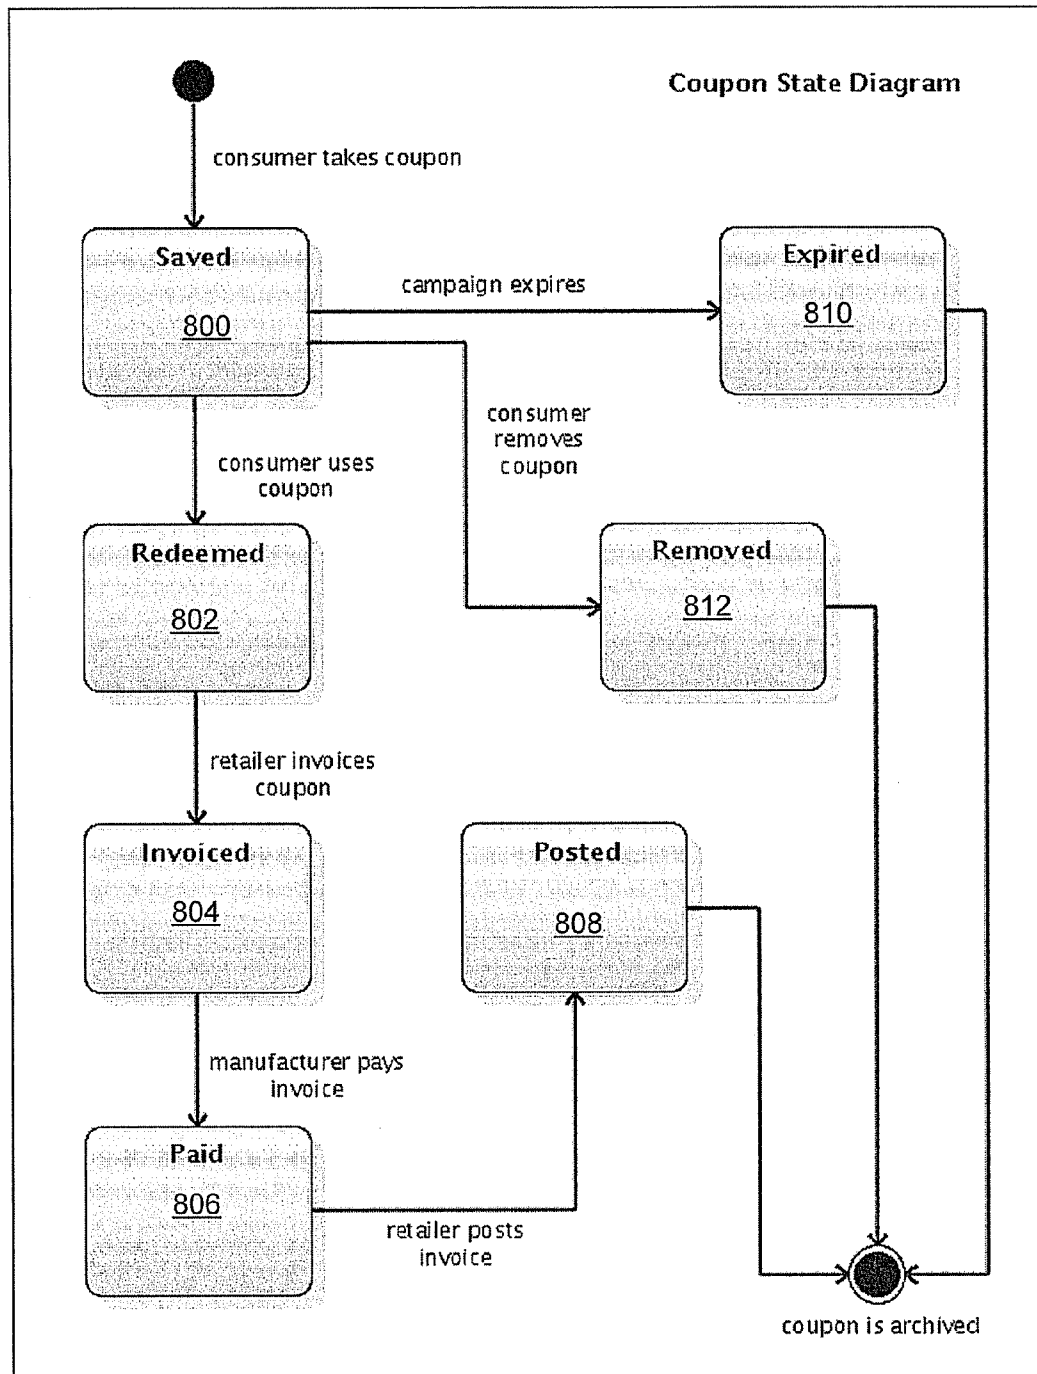 Coupon State Diagram
consumer takes coupon
Saved
800
campaign expires
Expired
810
consumer
removes
coupon
consumer uses
coupon
Redeemed
802
Removed
812
retailer invoices
coupon
Invoiced
804
Posted
808
manufacturer pays
invoice
Paid
806
retailer posts
invoice
coupon is archived